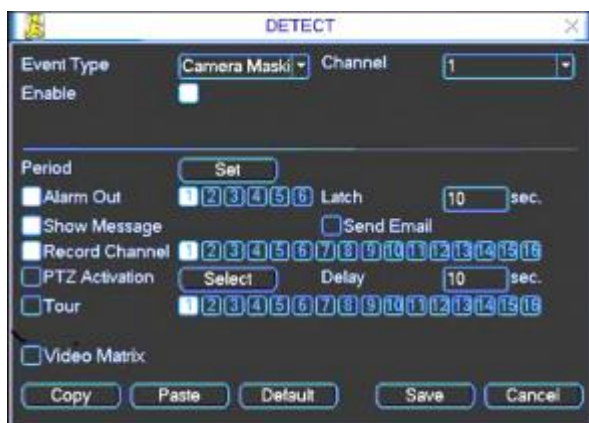 DETECT
Event Type Camera Maski Channel 1
Enable
Period Set
Alarm Out 1 2 3 4 5 6 Latch 10 sec.
Show Message Send Email
Record Channel 1 2 3 4 5 6 7 8 9 10 11 12 13 14 15 16
PTZ Activation Select Delay 10 sec.
Tour 1 2 3 4 5 6 7 8 9 10 11 12 13 14 15 16
Video Matrix
Copy Paste Default Save Cancel